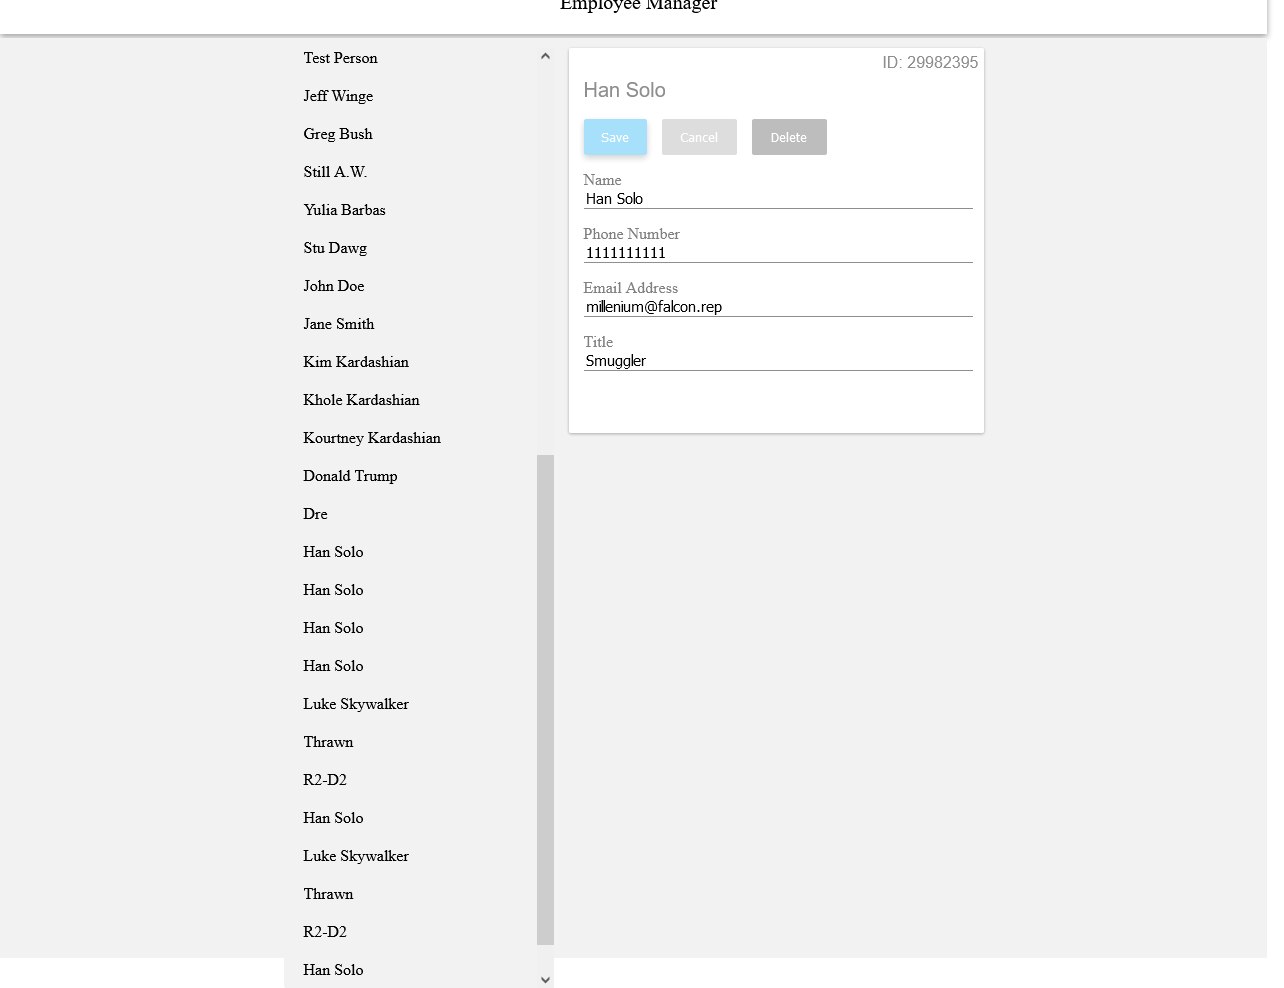 Employee Manager
Test Person
Jeff Winge
Greg Bush
Still A.W.
Yulia Barbas
Stu Dawg
John Doe
Jane Smith
Kim Kardashian
Khole Kardashian
Kourtney Kardashian
Donald Trump
Dre
Han Solo
Han Solo
Han Solo
Han Solo
Luke Skywalker
Thrawn
R2-D2
Han Solo
Luke Skywalker
Thrawn
R2-D2
Han Solo
ID: 29982395
Han Solo
Save Cancel Delete
Name
Han Solo
Phone Number
1111111111
Email Address
millenium@falcon.rep
Title
Smuggler